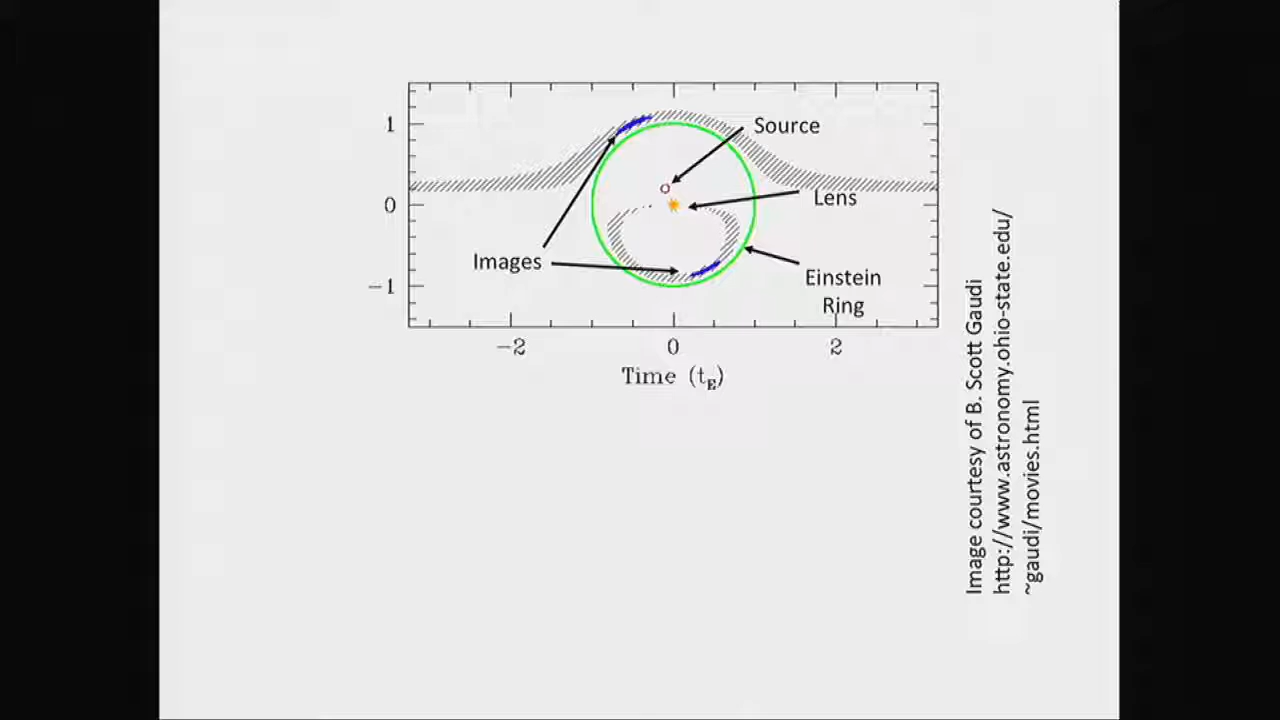 1
Source
0
Lens
Images
Einstein
Ring
−1
−2
0
2
Time (tE)
Image courtesy of B. Scott Gaudi
http://www.astronomy.ohio-state.edu/
~gaudi/movies.html